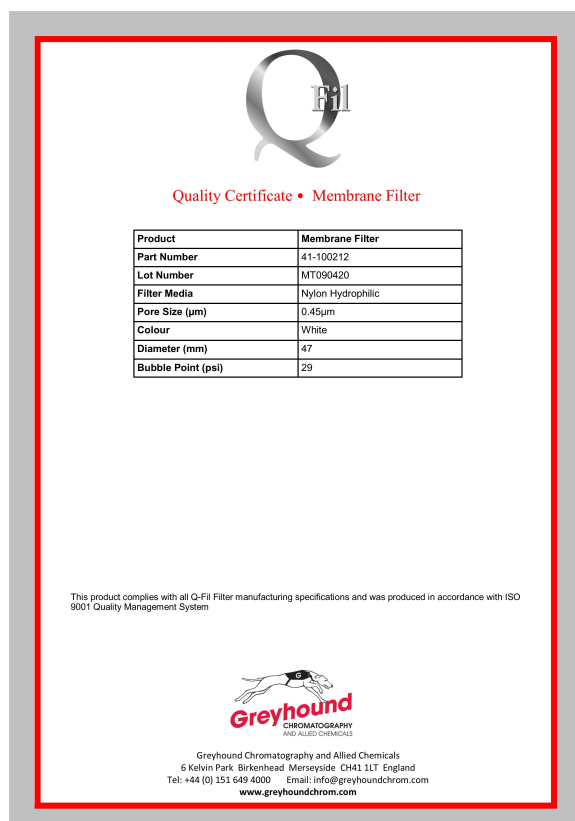 Q
Fil
Quality Certificate • Membrane Filter
Product Membrane Filter
Part Number 41-100212
Lot Number MT090420
Filter Media Nylon Hydrophilic
Pore Size (µm) 0.45µm
Colour White
Diameter (mm) 47
Bubble Point (psi) 29
This product complies with all Q-Fil Filter manufacturing specifications and was produced in accordance with ISO
9001 Quality Management System
G
Greyhound
CHROMATOGRAPHY
AND ALLIED CHEMICALS
Greyhound Chromatography and Allied Chemicals
6 Kelvin Park Birkenhead Merseyside CH41 1LT England
Tel: +44 (0) 151 649 4000 Email: info@greyhoundchrom.com
www.greyhoundchrom.com